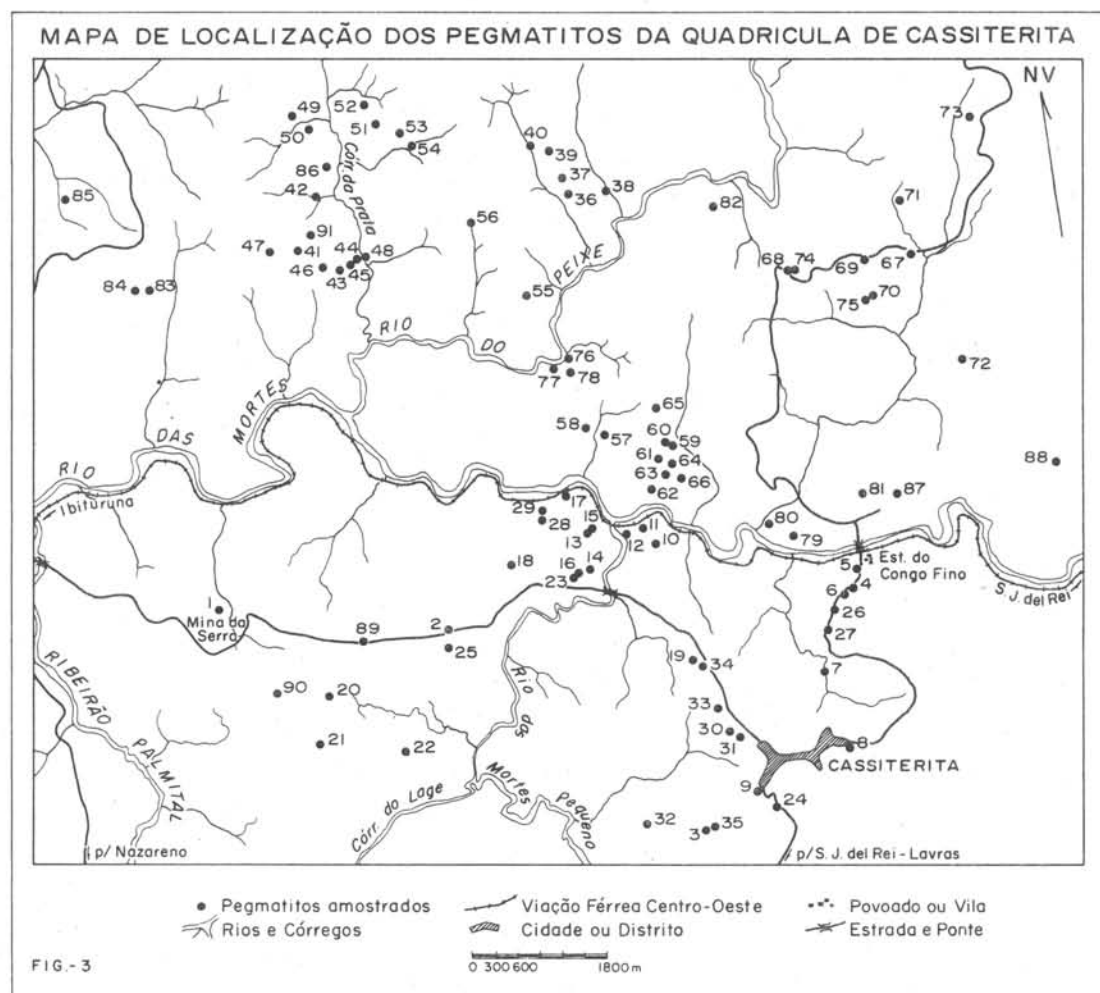 MAPA DE LOCALIZAÇÃO DOS PEGMATITOS DA QUADRICULA DE CASSITERITA
NV
52
49
51
53
73
50
54
40
39
86
37
38
42
36
85
71
82
56
Córr. da Prata
91
47
41
44
48
46
43
45
68
74
69
67
PEIXE
84
83
55
75
70
RIO
DO
76
77
78
72
MORTES
65
58
57
60
59
61
64
88
DAS
63
66
RIO
62
81
87
Ibituruna
17
29
28
15
11
80
13
12
10
79
Est. do
Congo Fino
18
16
14
5
23
6
4
S. J. del Rei
1
Mina da
Serra
26
2
27
89
25
19
34
7
RIBEIRÃO
PALMITAL
90
20
Rio das
33
21
22
30
31
8
CASSITERITA
Mortes
Pequeno
9
24
Córr. do Lage
32
3
35
p/ Nazareno
p/S. J. del Rei - Lavras
Pegmatitos amostrados
Viação Férrea Centro-Oeste
Povoado ou Vila
Rios e Córregos
Cidade ou Distrito
Estrada e Ponte
FIG.-3
0 300 600 1800m